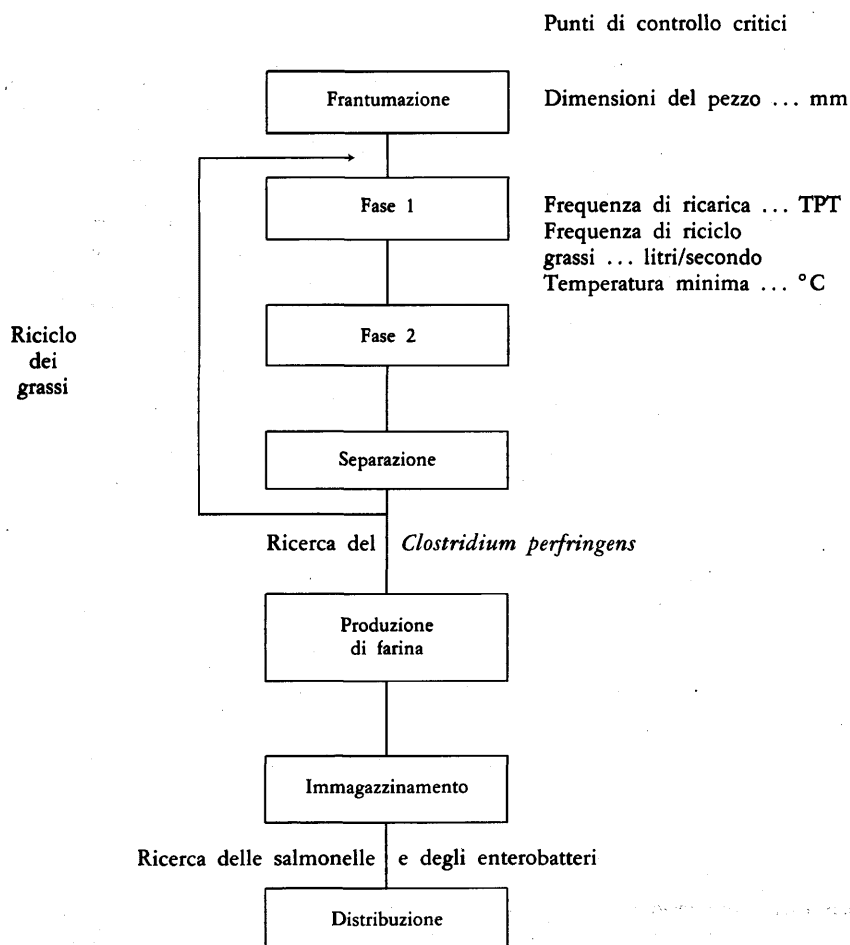 Punti di controllo critici
Frantumazione
Dimensioni del pezzo ... mm
Fase 1
Frequenza di ricarica ... TPT
Frequenza di riciclo
grassi ... litri/secondo
Temperatura minima ... °C
Fase 2
Riciclo
dei
grassi
Separazione
Ricerca del Clostridium perfringens
Produzione
di farina
Immagazzinamento
Ricerca delle salmonelle e degli enterobatteri
Distribuzione